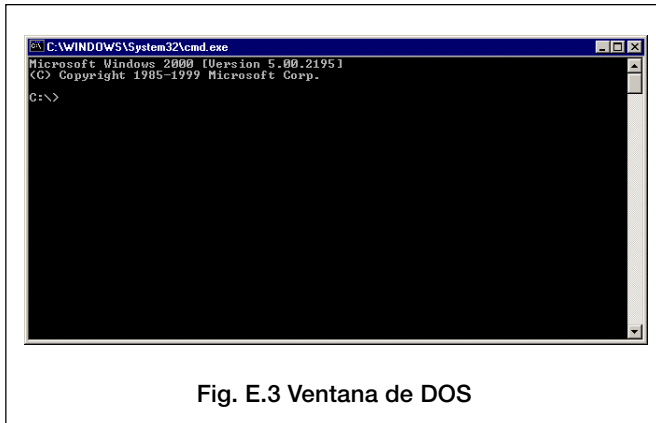 C:\WINDOWS\System32\cmd.exe
Microsoft Windows 2000 [Version 5.00.2195]
(C) Copyright 1985-1999 Microsoft Corp.
C:\>
Fig. E.3 Ventana de DOS